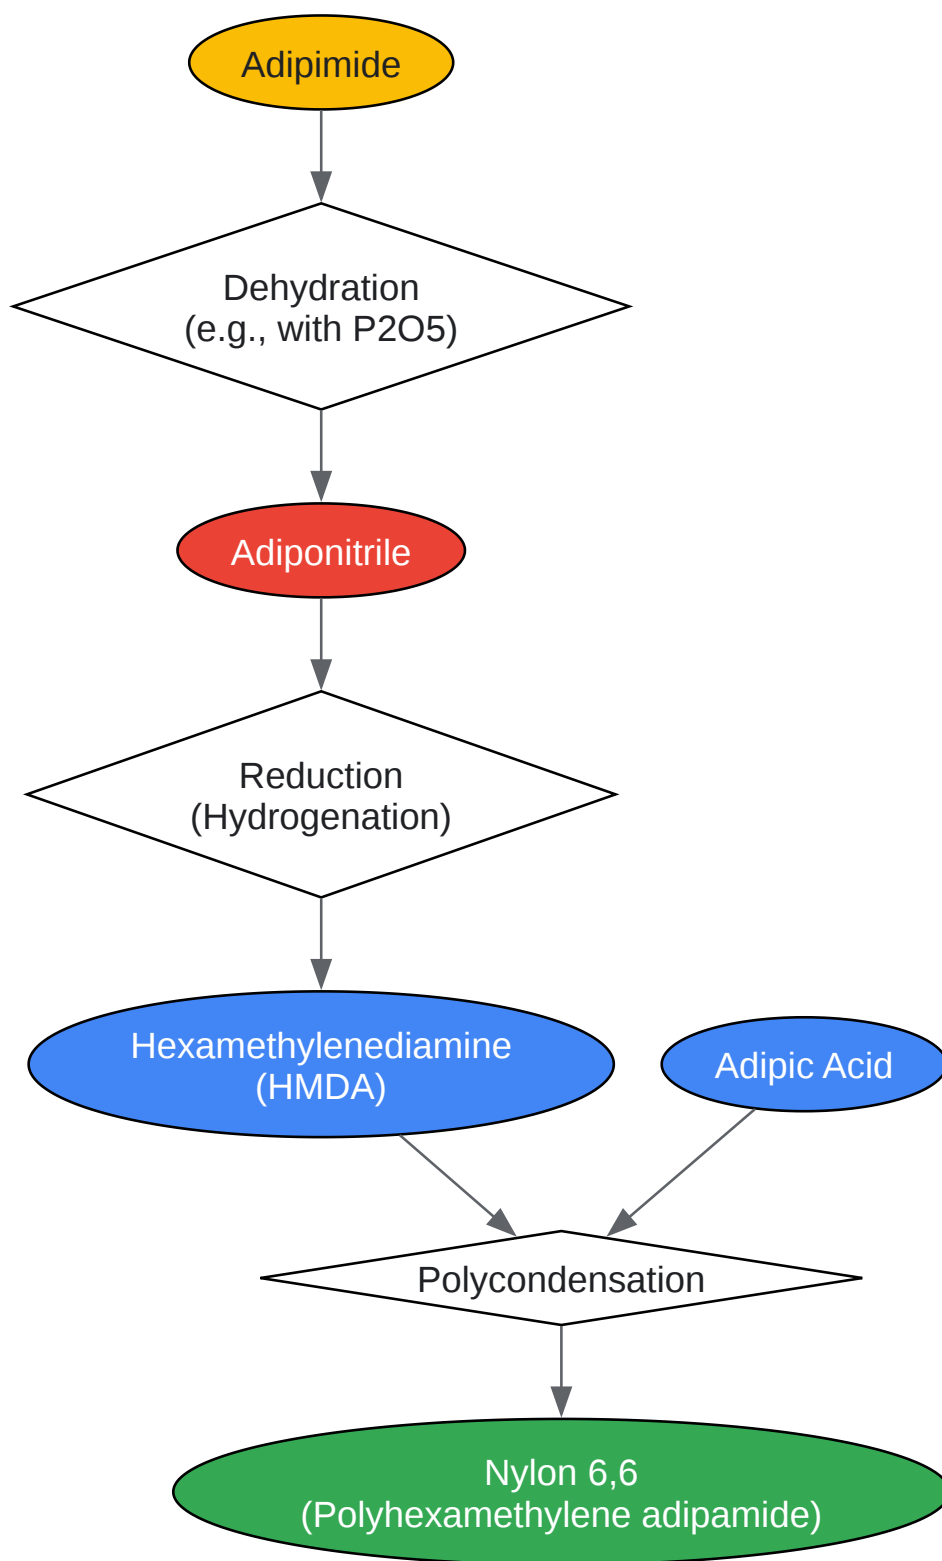 Adipimide
Dehydration
(e.g., with P2O5)
Adiponitrile
Reduction
(Hydrogenation)
Hexamethylenediamine
(HMDA)
Adipic Acid
Polycondensation
Nylon 6,6
(Polyhexamethylene adipamide)